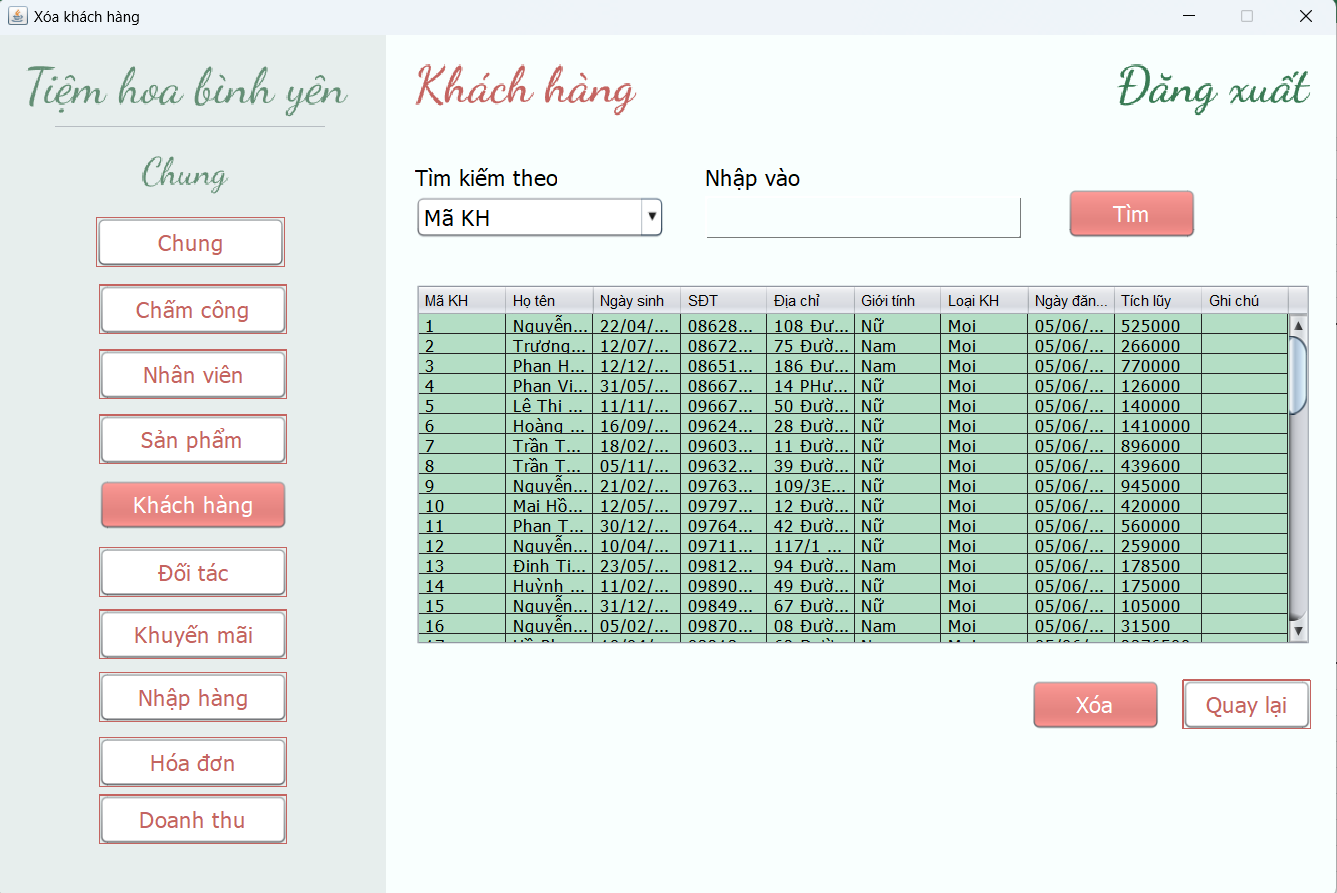 Xóa khách hàng
Tiệm hoa bình yên
Chung
Chung
Chấm công
Nhân viên
Sản phẩm
Khách hàng
Đối tác
Khuyến mãi
Nhập hàng
Hóa đơn
Doanh thu
Khách hàng
Đăng xuất
Tìm kiếm theo
Nhập vào
Mã KH
Tìm
Mã KH Họ tên Ngày sinh SĐT Địa chỉ Giới tính Loại KH Ngày đăn... Tích lũy Ghi chú
1 Nguyễn... 22/04/... 08628... 108 Đư... Nữ Moi 05/06/... 525000
2 Trương... 12/07/... 08672... 75 Đườ... Nam Moi 05/06/... 266000
3 Phan H... 12/12/... 08651... 186 Đư... Nam Moi 05/06/... 770000
4 Phan Vi... 31/05/... 08667... 14 PHư... Nữ Moi 05/06/... 126000
5 Lê Thi ... 11/11/... 09667... 50 Đườ... Nữ Moi 05/06/... 140000
6 Hoàng ... 16/09/... 09624... 28 Đườ... Nữ Moi 05/06/... 1410000
7 Trần T... 18/02/... 09603... 11 Đườ... Nữ Moi 05/06/... 896000
8 Trần T... 05/11/... 09632... 39 Đườ... Nữ Moi 05/06/... 439600
9 Nguyễn... 21/02/... 09763... 109/3E... Nữ Moi 05/06/... 945000
10 Mai Hồ... 12/05/... 09797... 12 Đườ... Nữ Moi 05/06/... 420000
11 Phan T... 30/12/... 09764... 42 Đườ... Nữ Moi 05/06/... 560000
12 Nguyễn... 10/04/... 09711... 117/1 ... Nữ Moi 05/06/... 259000
13 Đinh Ti... 23/05/... 09812... 94 Đườ... Nam Moi 05/06/... 178500
14 Huỳnh ... 11/02/... 09890... 49 Đườ... Nữ Moi 05/06/... 175000
15 Nguyễn... 31/12/... 09849... 67 Đườ... Nữ Moi 05/06/... 105000
16 Nguyễn... 05/02/... 09870... 08 Đườ... Nam Moi 05/06/... 31500
Xóa
Quay lại